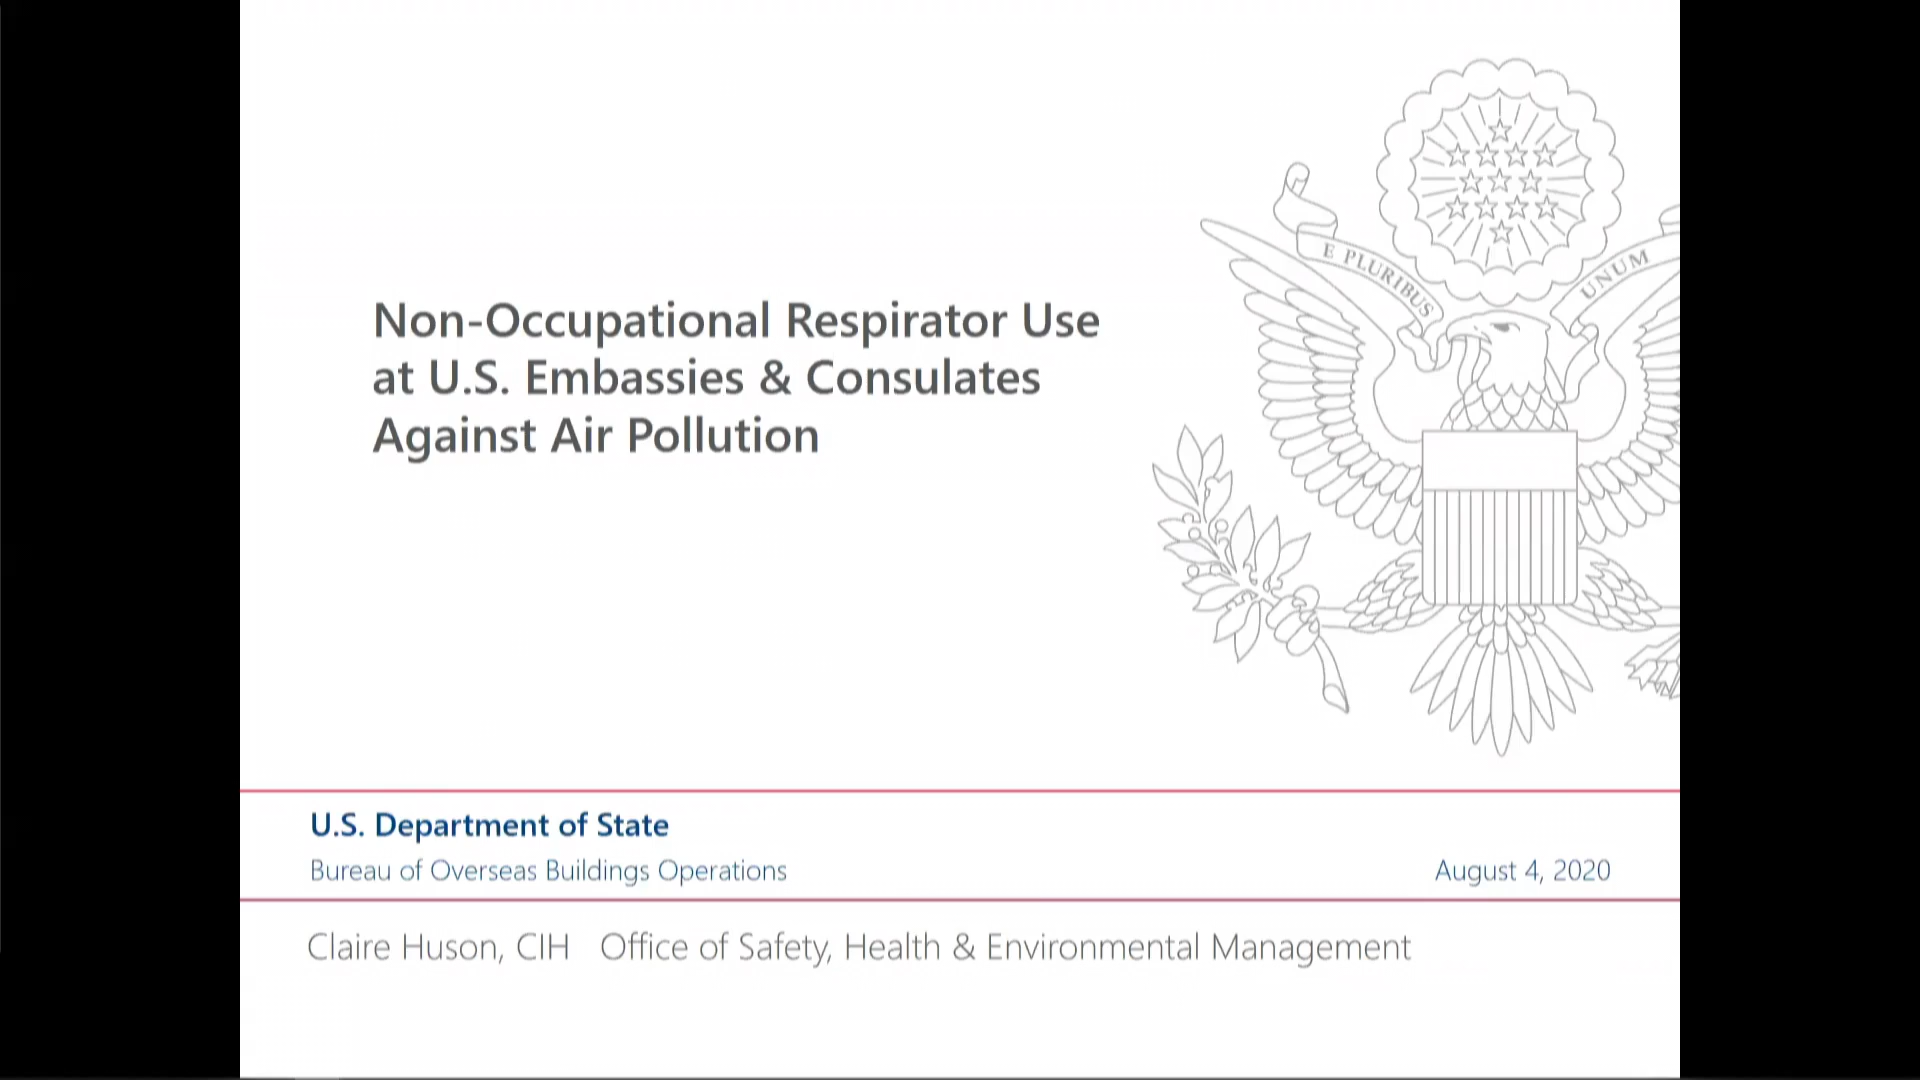 E PLURIBUS UNUM
Non-Occupational Respirator Use
at U.S. Embassies & Consulates
Against Air Pollution
U.S. Department of State
Bureau of Overseas Buildings Operations
August 4, 2020
Claire Huson, CIH Office of Safety, Health & Environmental Management